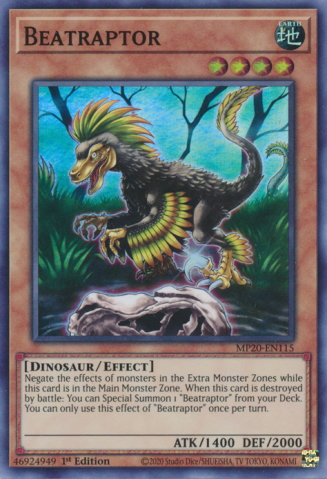 Beatraptor
EARTH
地
MP20-EN115
[Dinosaur/Effect]
Negate the effects of monsters in the Extra Monster Zones while
this card is in the Main Monster Zone. When this card is destroyed
by battle: You can Special Summon 1 "Beatraptor" from your Deck.
You can only use this effect of "Beatraptor" once per turn.
ATK/1400 DEF/2000
46924949 1st Edition ©2020 Studio Dice/SHUEISHA, TV TOKYO, KONAMI